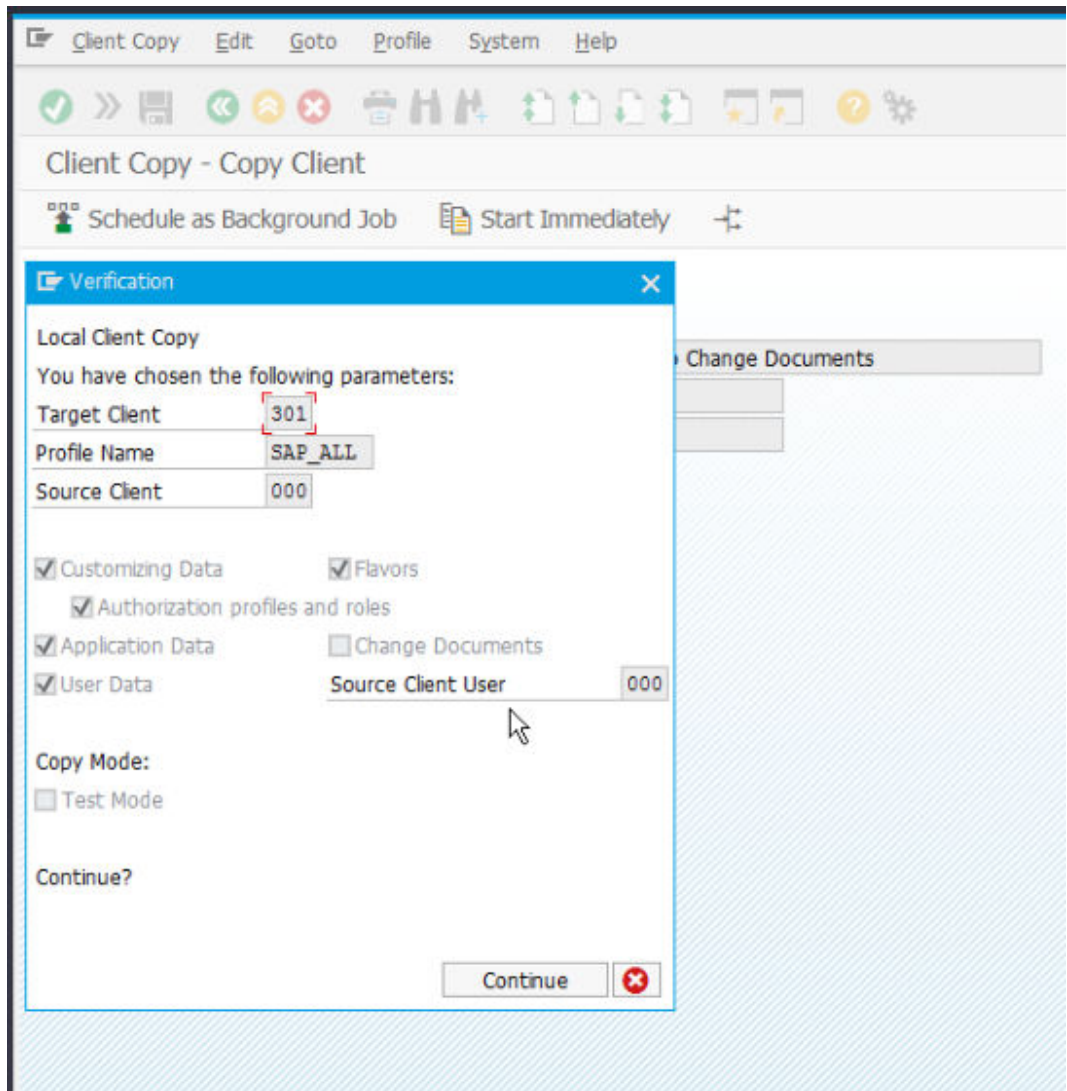 Client Copy Edit Goto Profile System Help
Client Copy - Copy Client
Schedule as Background Job Start Immediately
Verification
Local Client Copy
Change Documents
You have chosen the following parameters:
Target Client 301
Profile Name SAP_ALL
Source Client 000
Customizing Data Flavors
Authorization profiles and roles
Application Data Change Documents
User Data Source Client User 000
Copy Mode:
Test Mode
Continue?
Continue